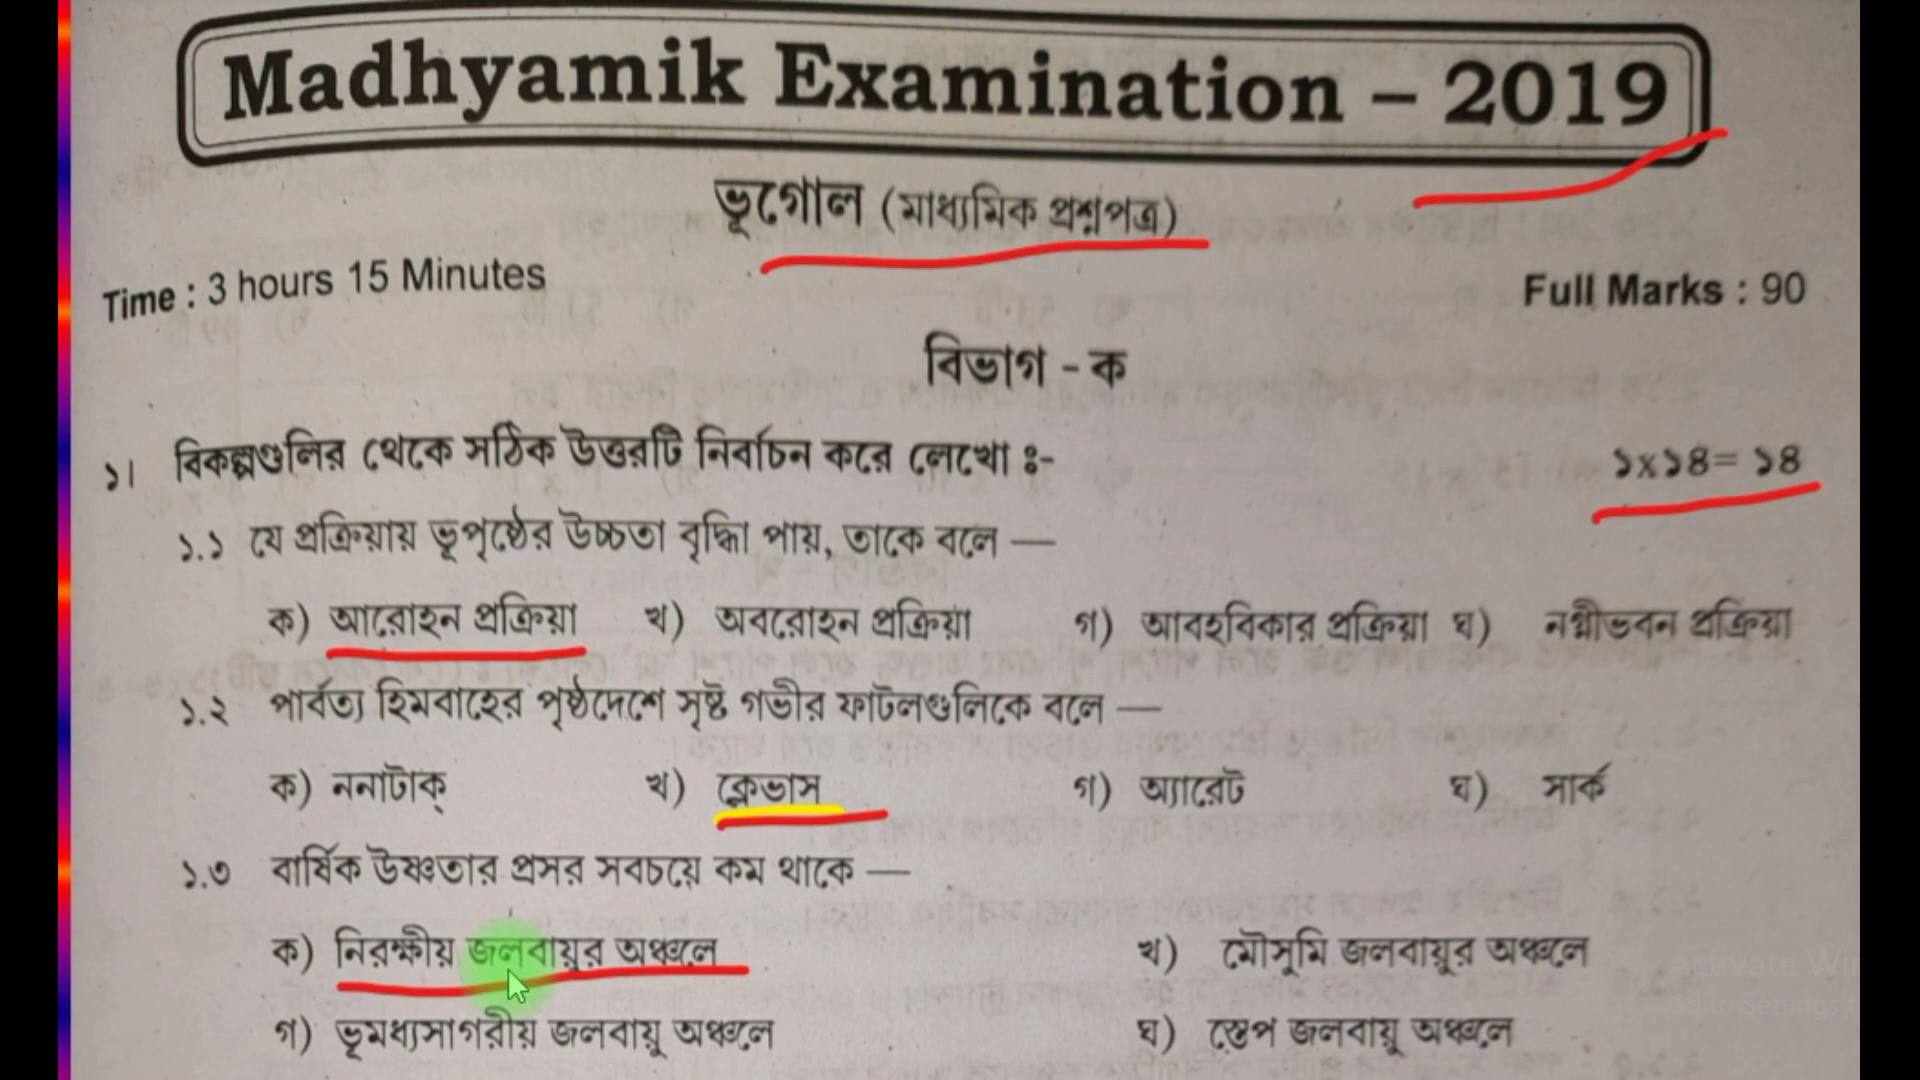 Madhyamik Examination – 2019
ভূগোল (মাধ্যমিক প্রশ্নপত্র)
Time : 3 hours 15 Minutes Full Marks : 90
বিভাগ - ক
১। বিকল্পগুলির থেকে সঠিক উত্তরটি নির্বাচন করে লেখো ঃ- ১x১৪= ১৪
১.১ যে প্রক্রিয়ায় ভূপৃষ্ঠের উচ্চতা বৃদ্ধি পায়, তাকে বলে —
ক) আরোহন প্রক্রিয়া খ) অবরোহন প্রক্রিয়া গ) আবহবিকার প্রক্রিয়া ঘ) নগ্নীভবন প্রক্রিয়া
১.২ পার্বত্য হিমবাহের পৃষ্ঠদেশে সৃষ্ট গভীর ফাটলগুলিকে বলে —
ক) ননাটাক্ খ) ক্রেভাস গ) অ্যারেট ঘ) সার্ক
১.৩ বার্ষিক উষ্ণতার প্রসর সবচয়ে কম থাকে —
ক) নিরক্ষীয় জলবায়ুর অঞ্চলে খ) মৌসুমি জলবায়ুর অঞ্চলে
গ) ভূমধ্যসাগরীয় জলবায়ু অঞ্চলে ঘ) স্তেপ জলবায়ু অঞ্চলে